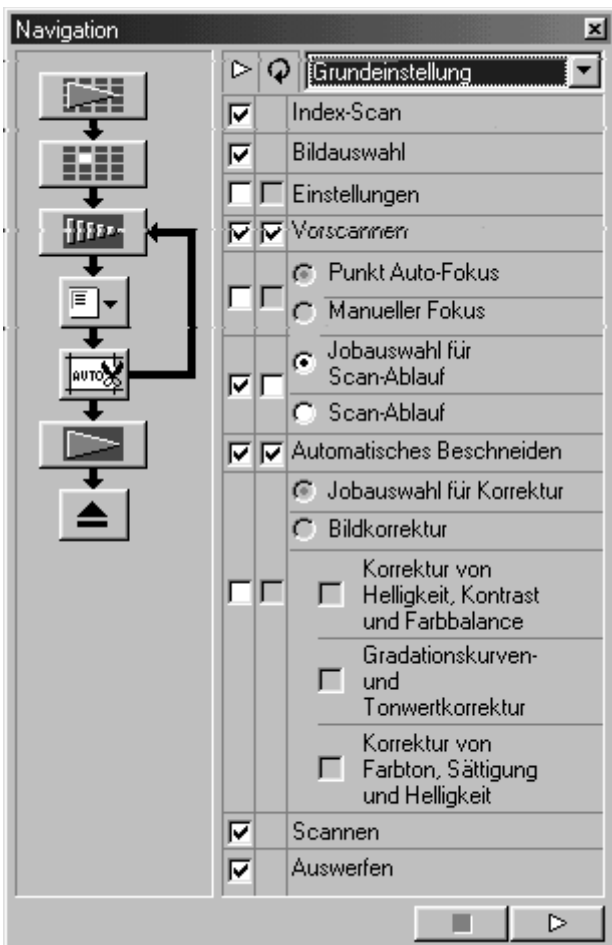 Navigation
Grundeinstellung
Index-Scan
Bildauswahl
Einstellungen
Vorscannen
Punkt Auto-Fokus
Manueller Fokus
Jobauswahl für
Scan-Ablauf
Scan-Ablauf
AUTO
Automatisches Beschneiden
Jobauswahl für Korrektur
Bildkorrektur
Korrektur von
Helligkeit, Kontrast
und Farbbalance
Gradationskurven-
und
Tonwertkorrektur
Korrektur von
Farbton, Sättigung
und Helligkeit
Scannen
Auswerfen